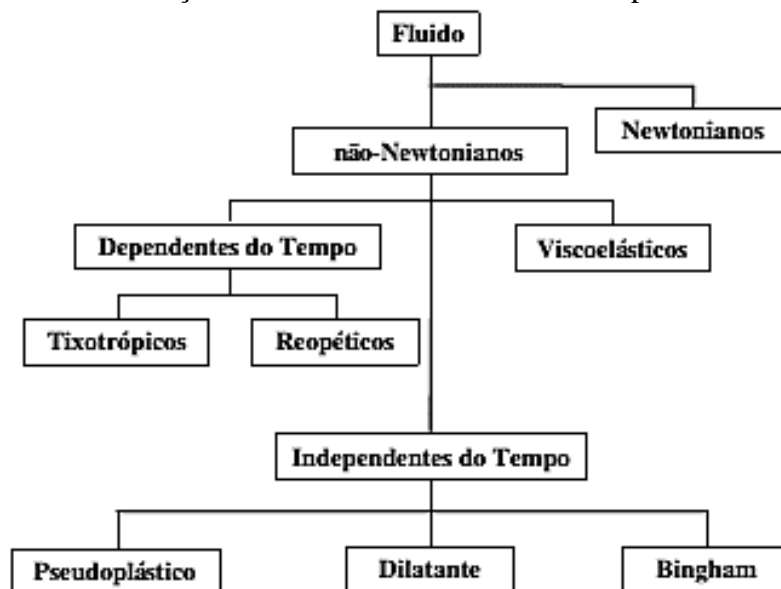 Fluido
Newtonianos
não-Newtonianos
Dependentes do Tempo
Viscoelásticos
Tixotrópicos
Reopéticos
Independentes do Tempo
Pseudoplástico
Dilatante
Bingham